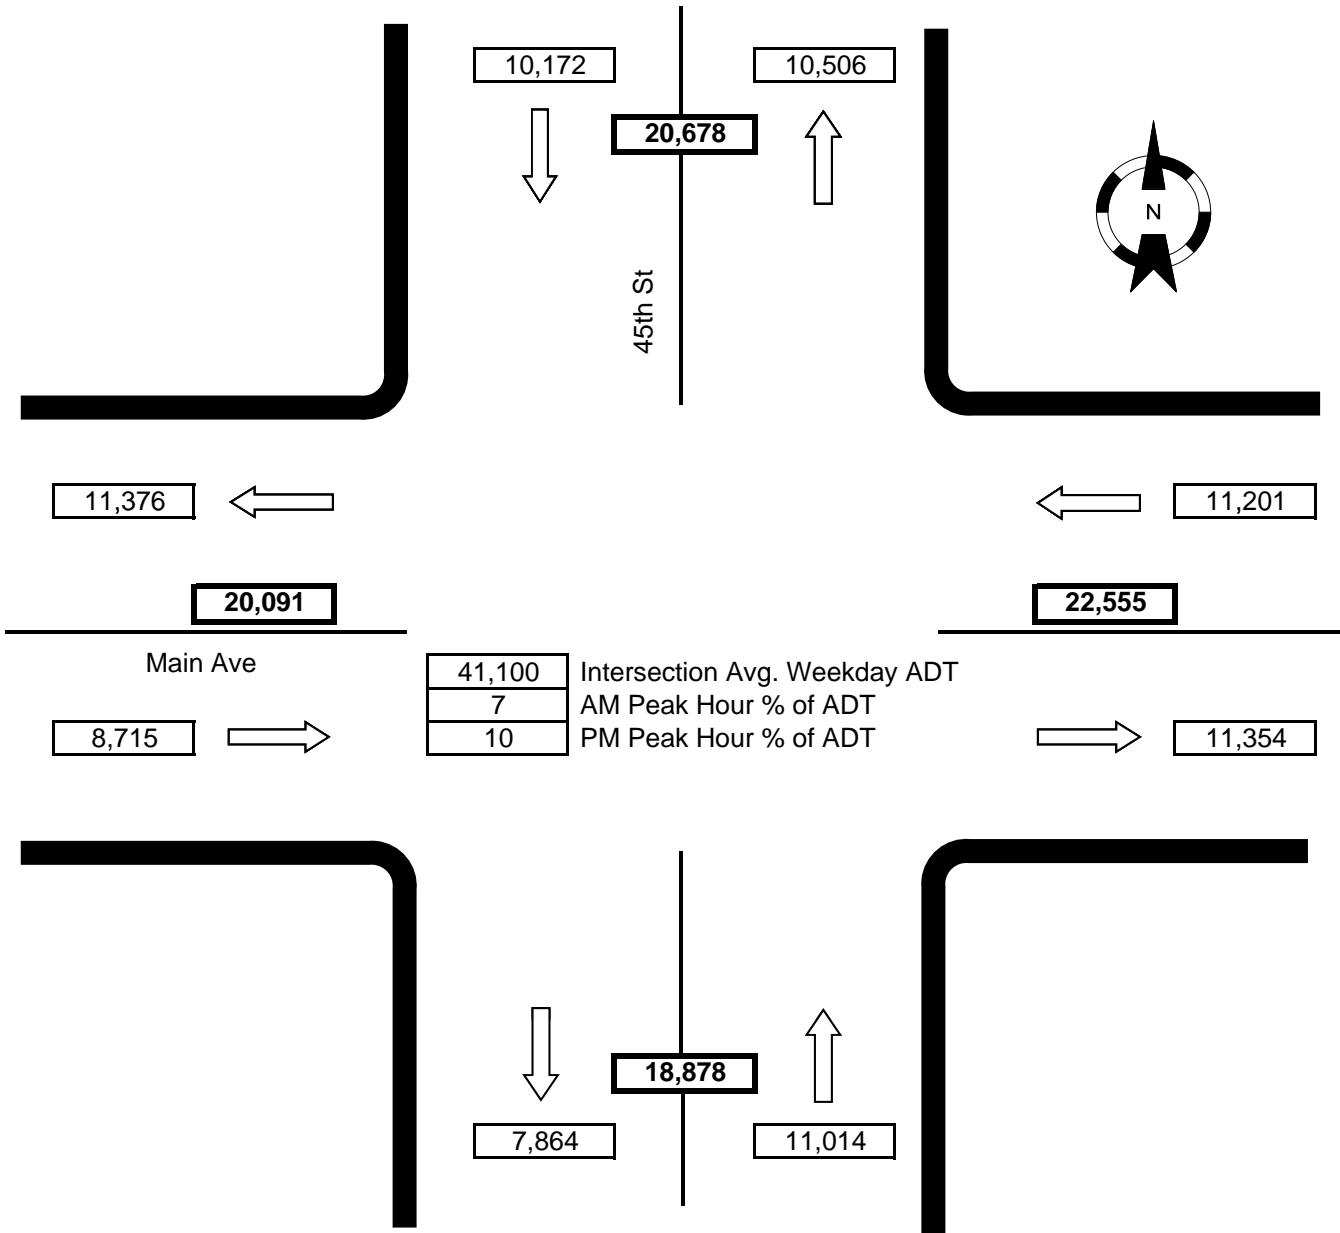 10,172
10,506
20,678
N
45th St
11,376
11,201
20,091
22,555
Main Ave
41,100 Intersection Avg. Weekday ADT
7 AM Peak Hour % of ADT
10 PM Peak Hour % of ADT
8,715
11,354
18,878
7,864
11,014